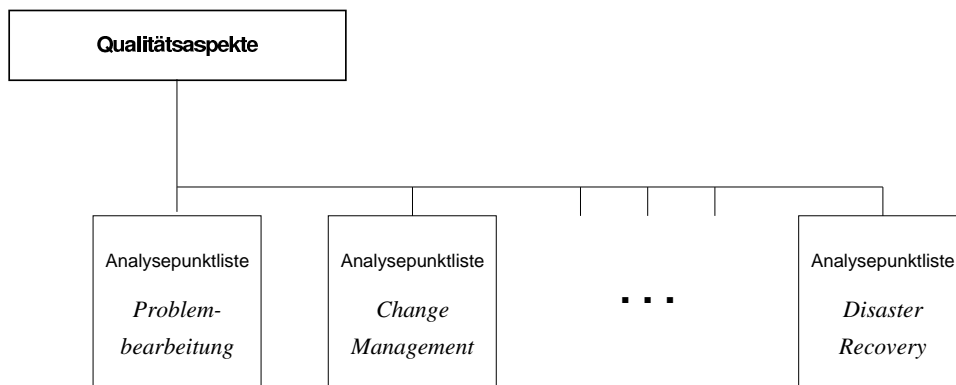 Qualitätsaspekte
Analysepunktliste
Problem-
bearbeitung
Analysepunktliste
Change
Management
...
Analysepunktliste
Disaster
Recovery